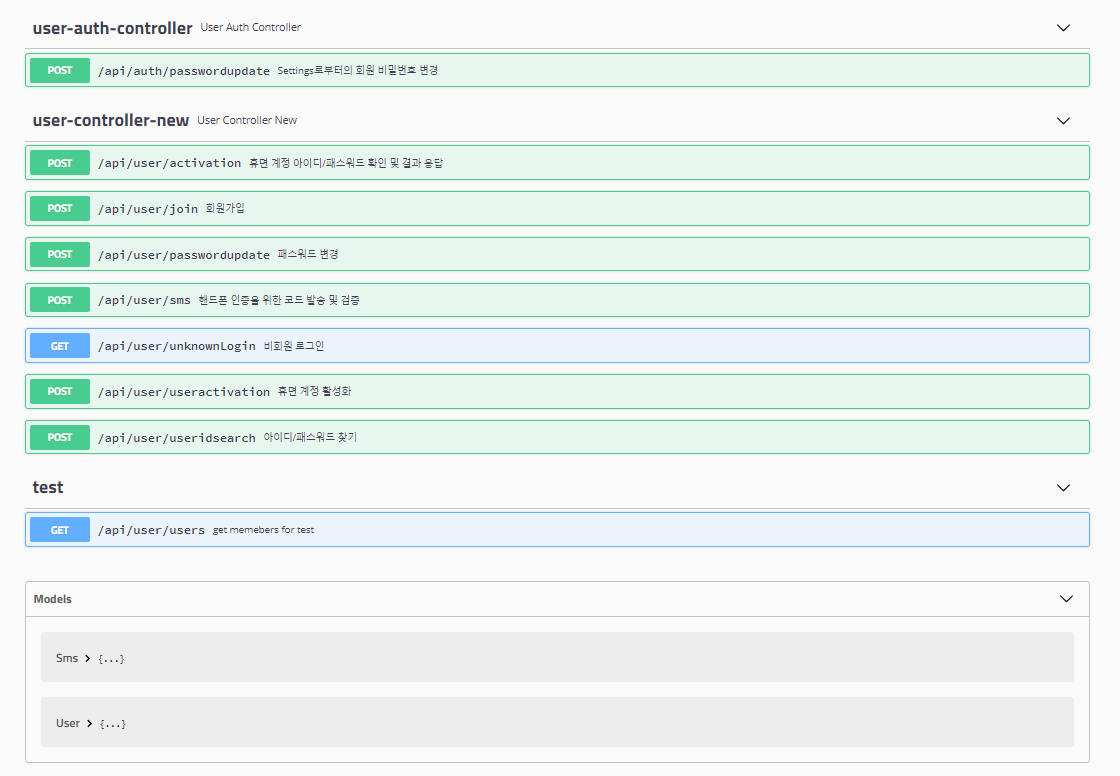 user-auth-controller User Auth Controller
POST /api/auth/passwordupdate Settings로부터의 회원 비밀번호 변경
user-controller-new User Controller New
POST /api/user/activation 휴면 계정 아이디/패스워드 확인 및 결과 응답
POST /api/user/join 회원가입
POST /api/user/passwordupdate 패스워드 변경
POST /api/user/sms 핸드폰 인증을 위한 코드 발송 및 검증
GET /api/user/unknownLogin 비회원 로그인
POST /api/user/useractivation 휴면 계정 활성화
POST /api/user/useridsearch 아이디/패스워드 찾기
test
GET /api/user/users get memebers for test
Models
Sms > {...}
User > {...}